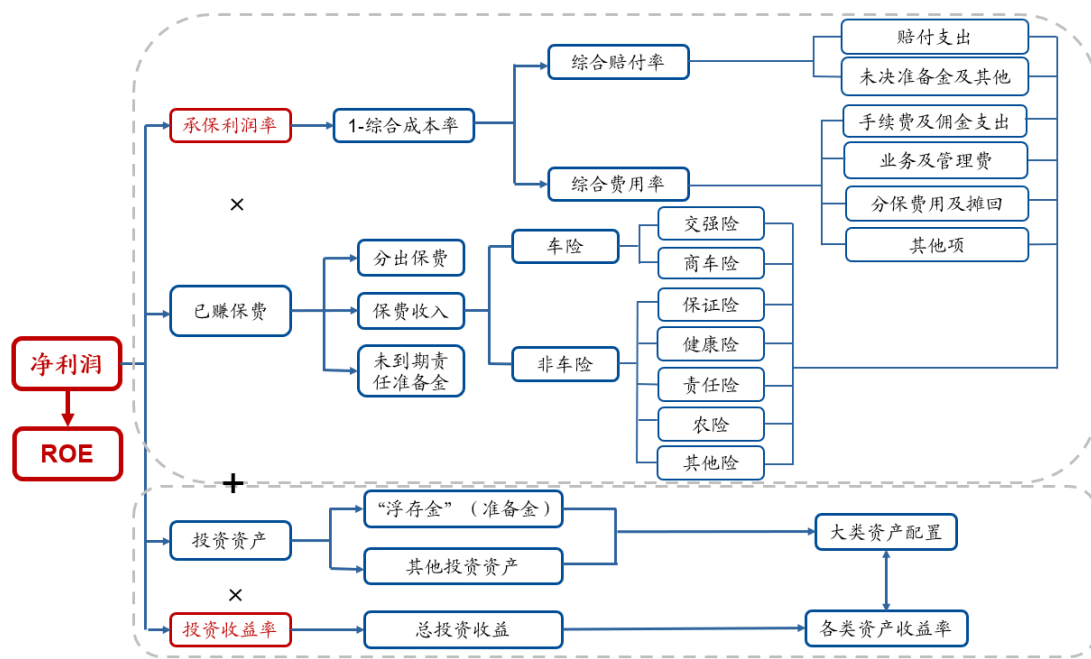 赔付支出
综合赔付率
未决准备金及其他
承保利润率
1-综合成本率
手续费及佣金支出
业务及管理费
综合费用率
分保费用及摊回
×
交强险
其他项
车险
分出保费
商车险
已赚保费
保费收入
保证险
健康险
净利润
未到期责
任准备金
非车险
责任险
农险
ROE
其他险
+
“浮存金”（准备金）
投资资产
大类资产配置
其他投资资产
×
投资收益率
总投资收益
各类资产收益率